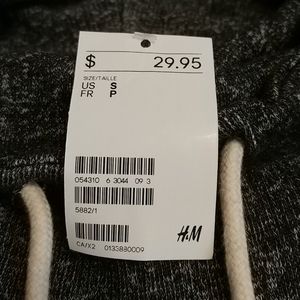 $ 29.95
SIZE/TAILLE
US S
FR P
054310 6 3044 09 3
5882/1
CA/X2 0133880009
H&M